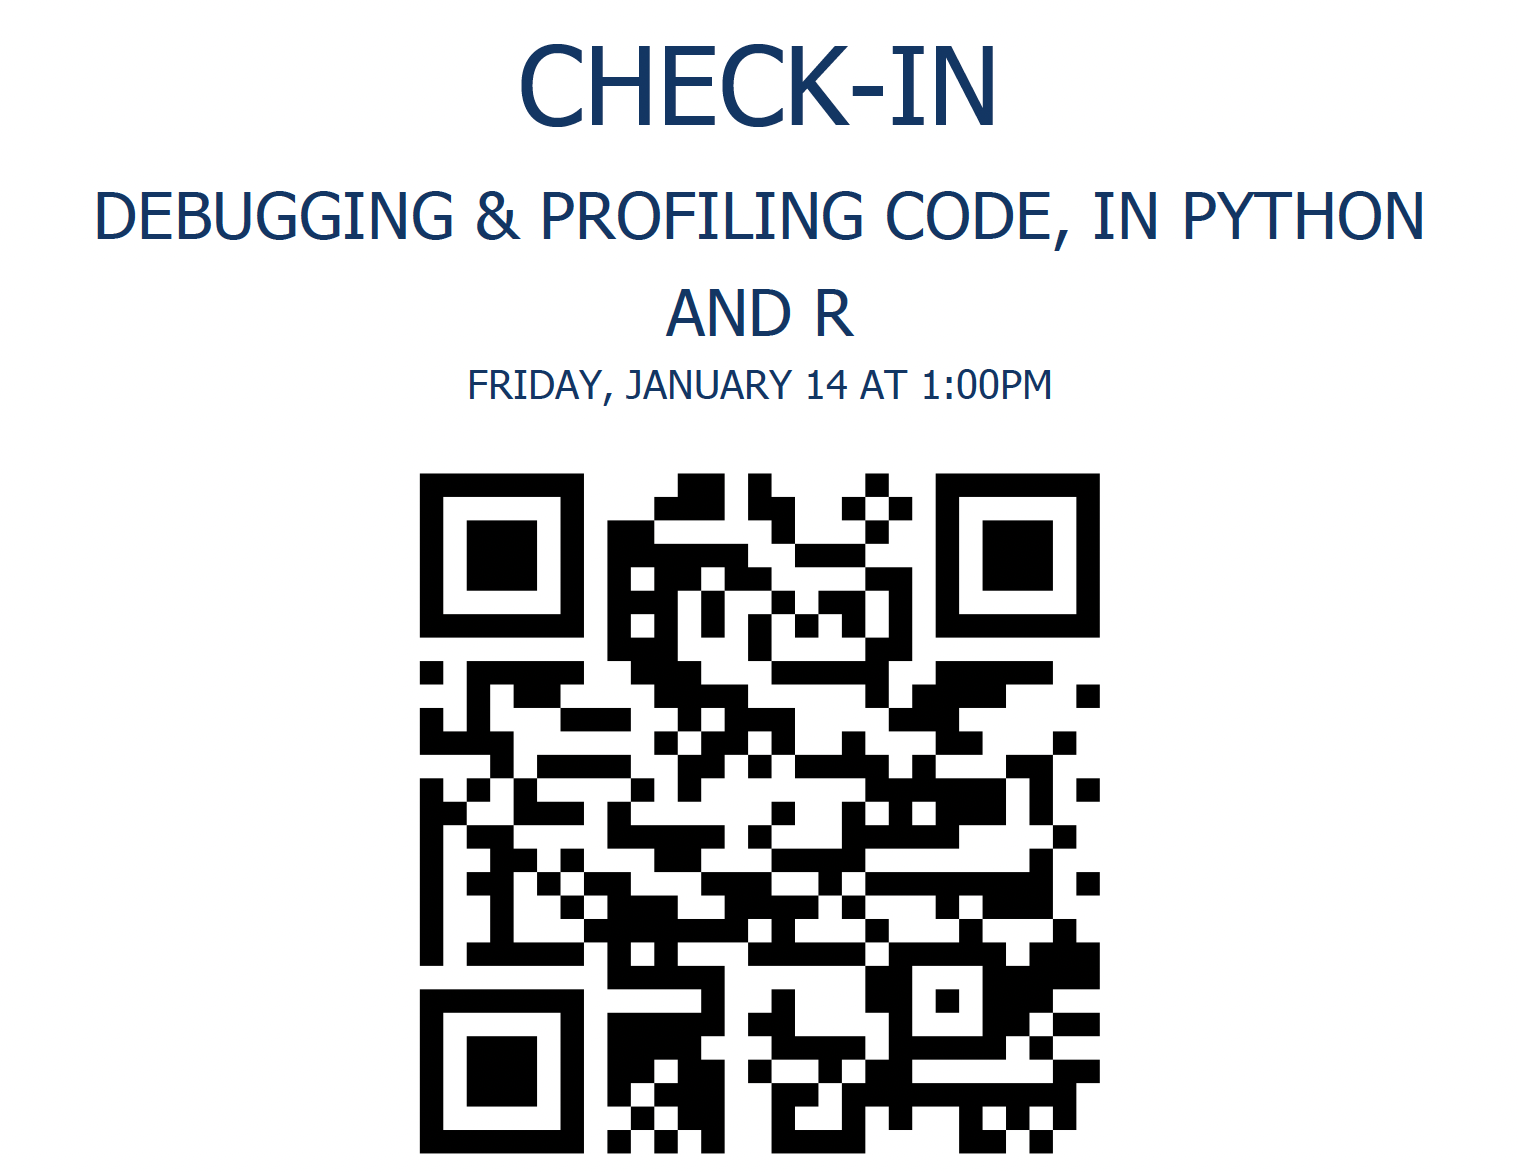 CHECK-IN
DEBUGGING & PROFILING CODE, IN PYTHON
AND R
FRIDAY, JANUARY 14 AT 1:00PM